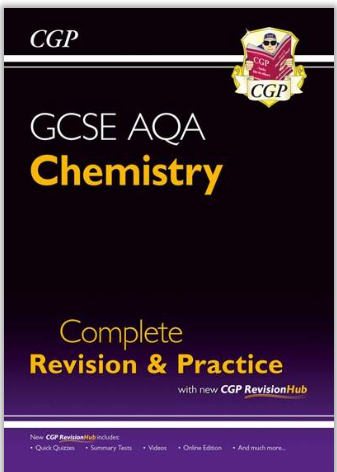 CGP
CGP
CGP
GCSE AQA
Chemistry
Complete
Revision & Practice
with new CGP RevisionHub
New CGP RevisionHub includes:
• Quick Quizzes • Summary Tests • Videos • Online Edition • And much more...